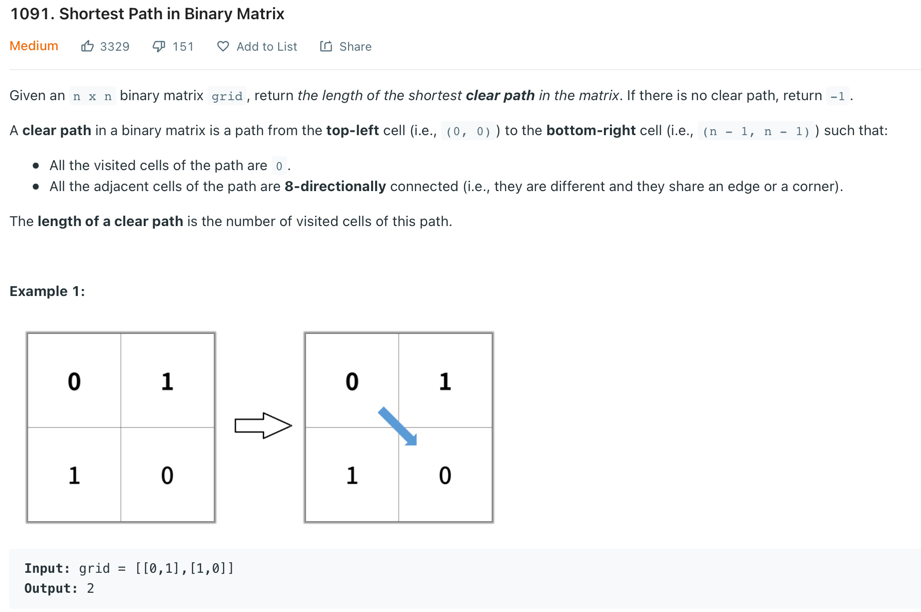 1091. Shortest Path in Binary Matrix
Medium 3329 151 Add to List Share
Given an n x n binary matrix grid, return the length of the shortest clear path in the matrix. If there is no clear path, return -1.
A clear path in a binary matrix is a path from the top-left cell (i.e., (0, 0)) to the bottom-right cell (i.e., (n - 1, n - 1)) such that:
• All the visited cells of the path are 0.
• All the adjacent cells of the path are 8-directionally connected (i.e., they are different and they share an edge or a corner).
The length of a clear path is the number of visited cells of this path.
Example 1:
0 1 0 1
1 0 1 0
Input: grid = [[0,1],[1,0]]
Output: 2